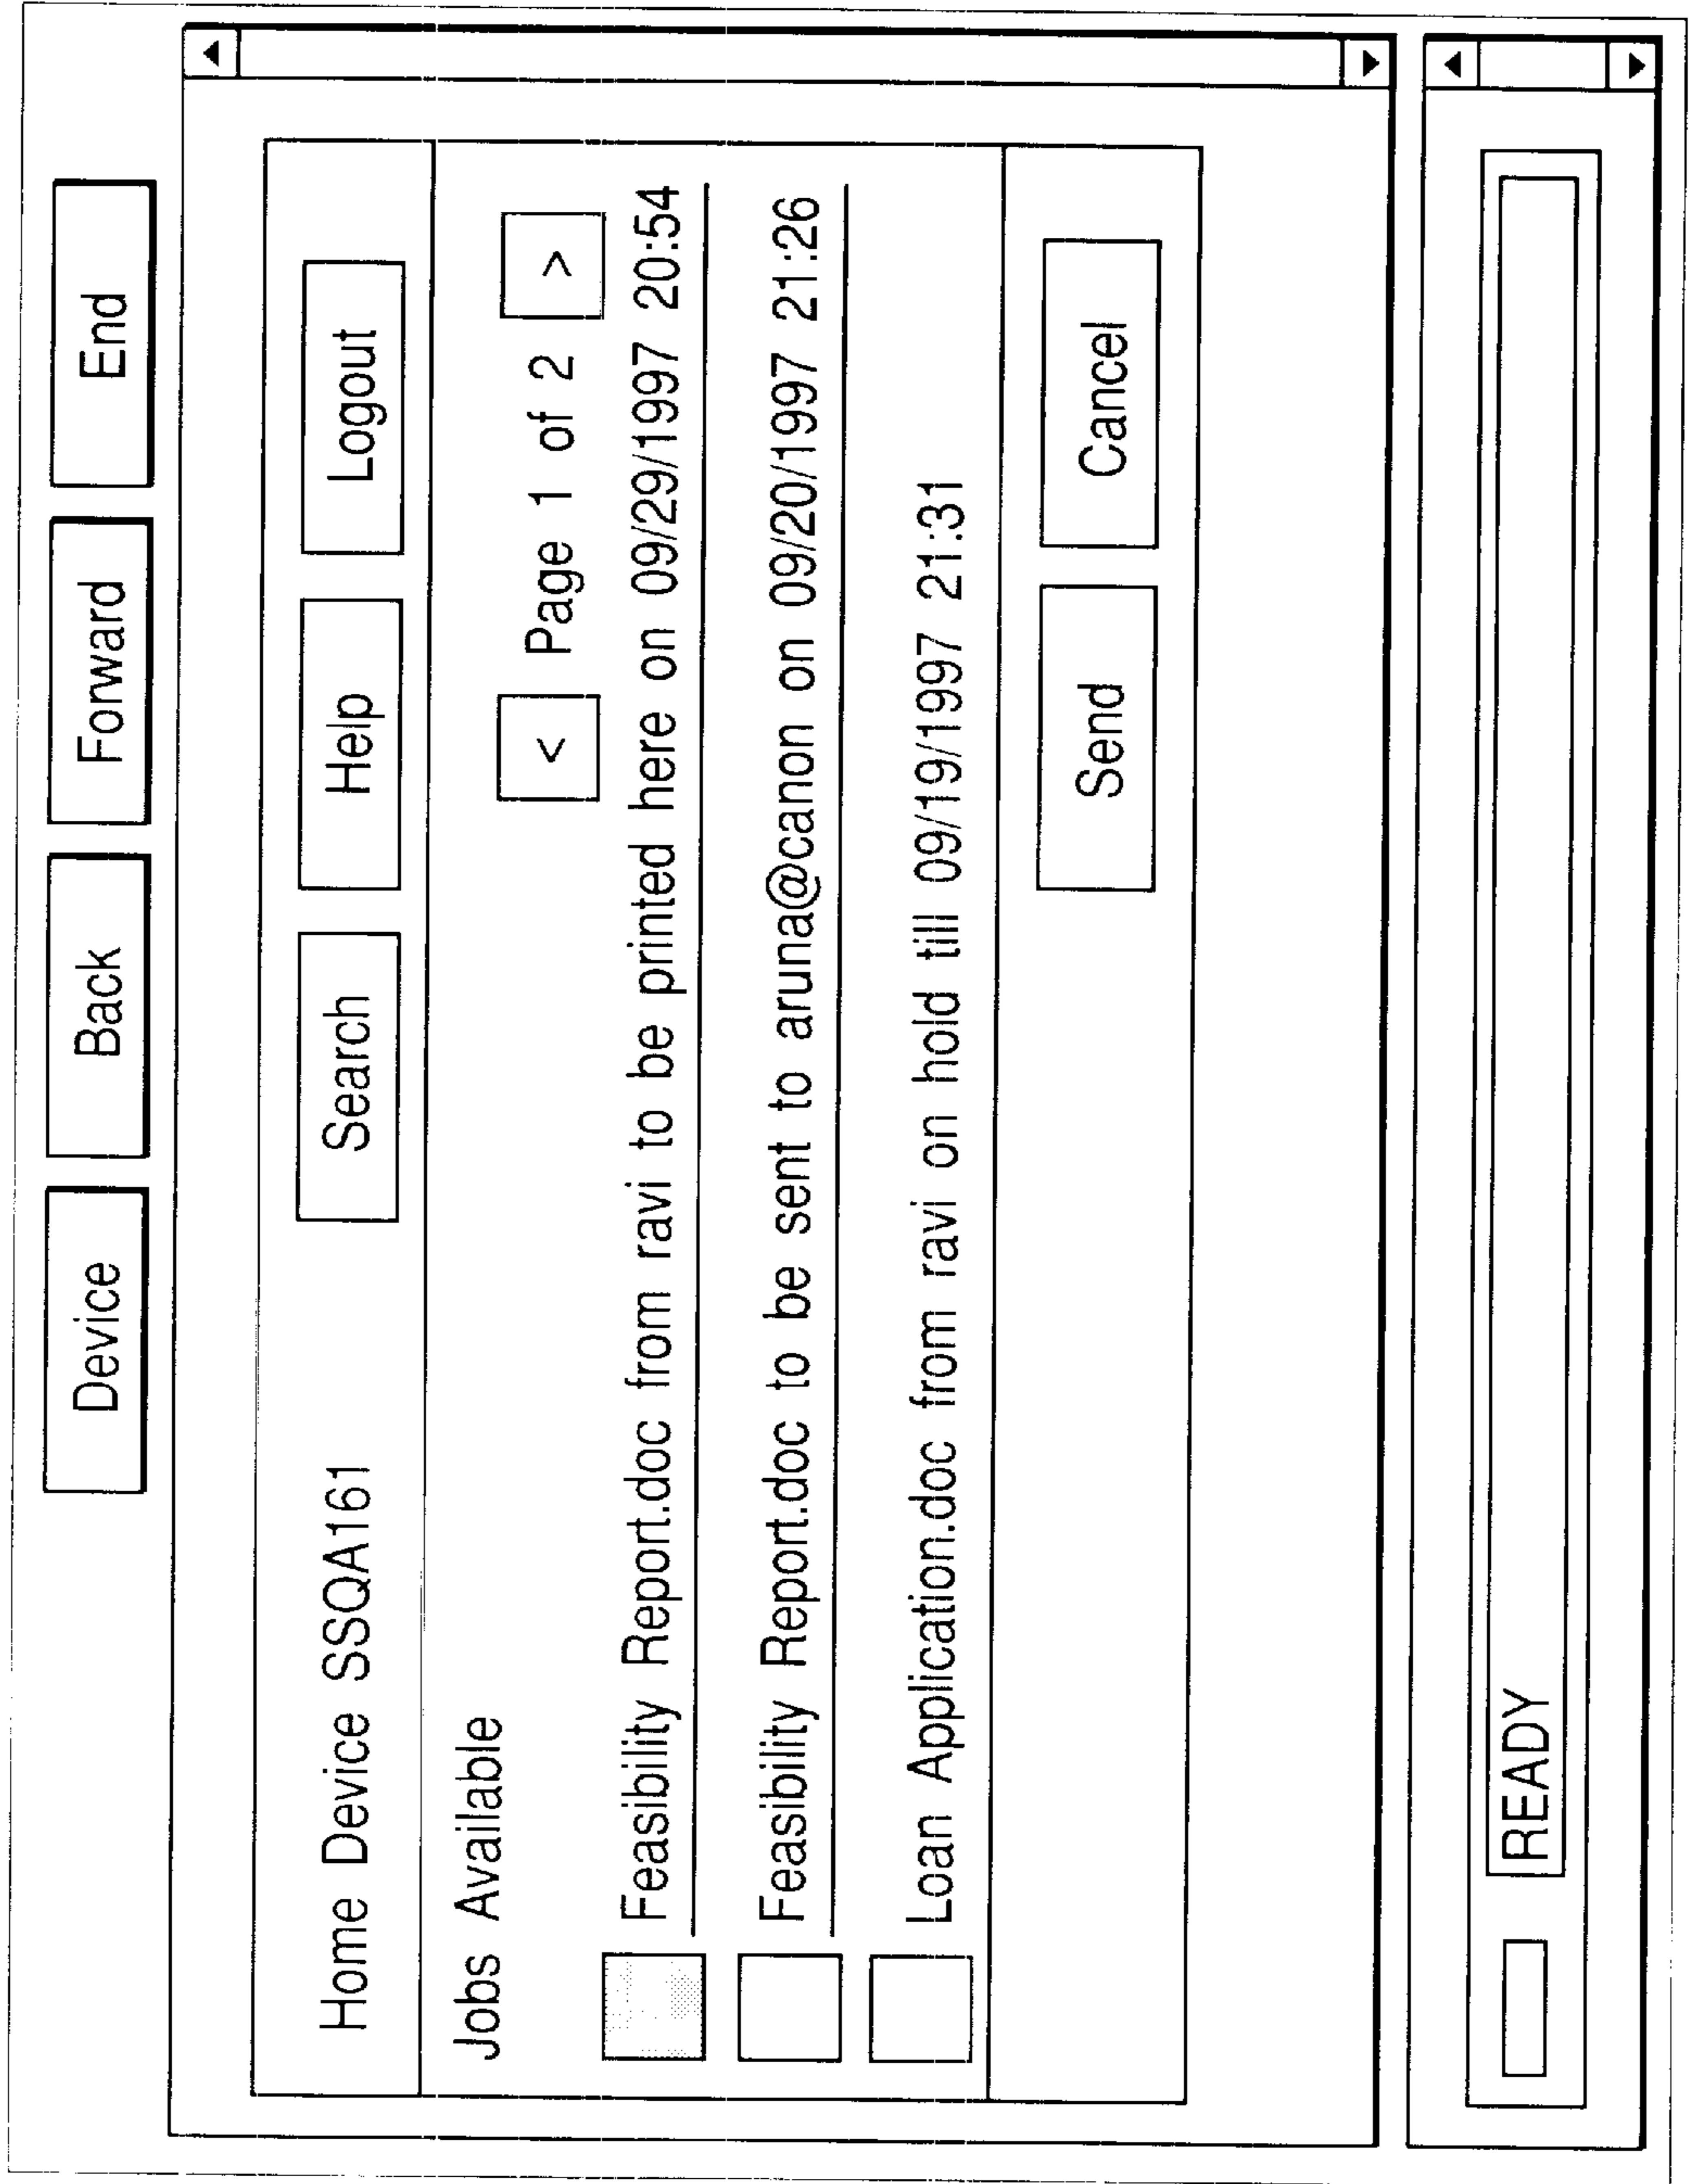 Device Back Forward End
Home Device SSQA161 Search Help Logout
Jobs Available
< Page 1 of 2 >
Feasibility Report.doc from ravi to be printed here on 09/29/1997 20:54
Feasibility Report.doc to be sent to aruna@canon on 09/20/1997 21:26
Loan Application.doc from ravi on hold till 09/19/1997 21:31
Send Cancel
READY